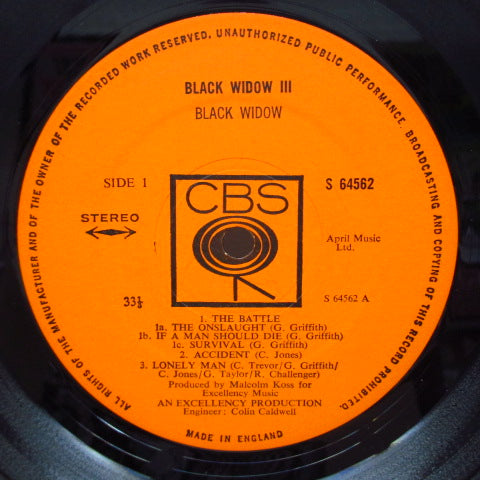 ALL RIGHTS OF THE MANUFACTURER AND OF THE OWNER OF THE RECORDED WORK RESERVED. UNAUTHORIZED PUBLIC PERFORMANCE. BROADCASTING AND COPYING OF THIS RECORD PROHIBITED.
BLACK WIDOW III
BLACK WIDOW
SIDE 1
CBS
S 64562
STEREO
April Music
Ltd.
33⅓
S 64562 A
1. THE BATTLE
1a. THE ONSLAUGHT (G. Griffith)
1b. IF A MAN SHOULD DIE (G. Griffith)
1c. SURVIVAL (G. Griffith)
2. ACCIDENT (C. Jones)
3. LONELY MAN (C. Trevor/G. Griffith/
C. Jones/G. Taylor/R. Challenger)
Produced by Malcolm Koss for
Excellency Music
AN EXCELLENCY PRODUCTION
Engineer: Colin Caldwell
MADE IN ENGLAND